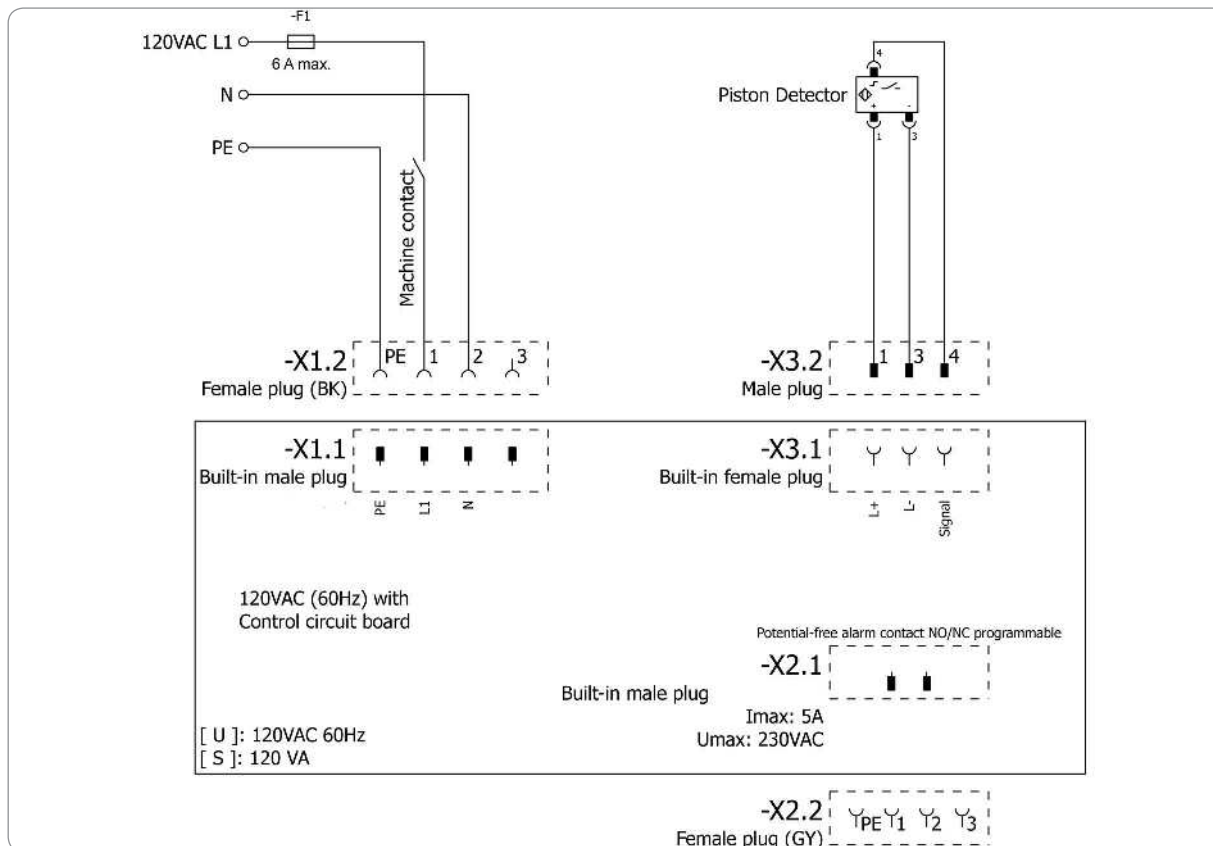 -F1
120VAC L1
6 A max.
N
PE
Machine contact
4
Piston Detector
+ -
1 3
-X1.2 PE 1 2 3
Female plug (BK)
-X3.2 1 3 4
Male plug
-X1.1
Built-in male plug
PE L1 N
-X3.1
Built-in female plug
L+ L- Signal
120VAC (60Hz) with
Control circuit board
Potential-free alarm contact NO/NC programmable
-X2.1
Built-in male plug
Imax: 5A
Umax: 230VAC
[ U ]: 120VAC 60Hz
[ S ]: 120 VA
-X2.2 PE 1 2 3
Female plug (GY)